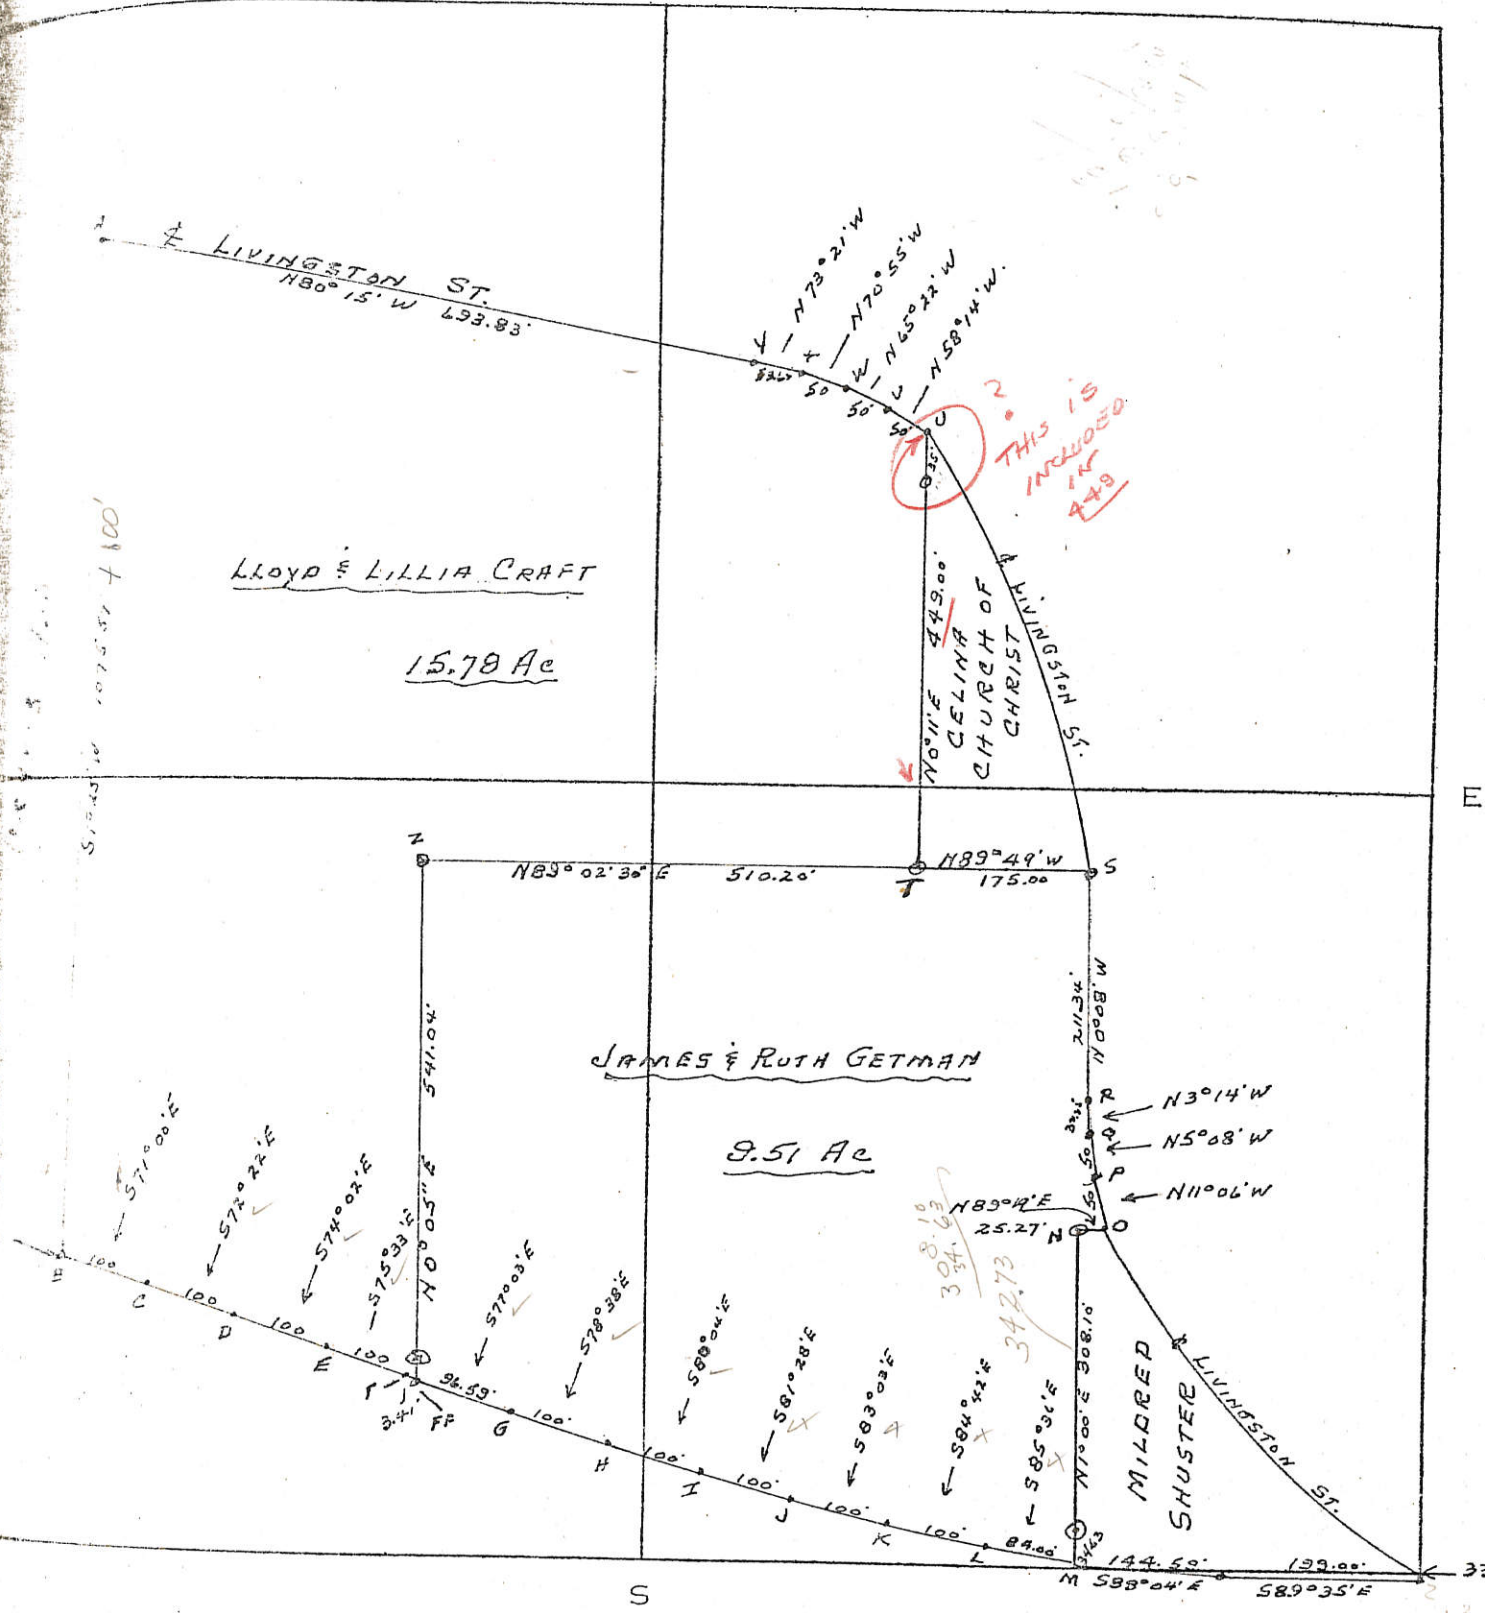 ℄ LIVINGSTON ST.
N80° 15' W 693.83'
Y
N73°21'W
X
N70°55'W
W
N65°22'W
V
N58°14'W.
U
50
50'
50'
35'
?
THIS IS
INCLUDED
IN
449
LLOYD & LILLIA CRAFT
15.78 Ac
N0°11'E 449.00'
CELINA
CHURCH OF
CHRIST
℄ LIVINGSTON ST.
E
Z
N89° 02' 30" E 510.20'
T
N89°49'W
175.00
S
N0° 05" E 541.04'
211.34'
N0°08'W
JAMES & RUTH GETMAN
9.51 Ac
R
N3°14'W
Q
N5°08'W
50
P
N11°06'W
50'
O
N89°12'E
25.27'
N
308.10
34.63
342.73
N1°00'E 308.10'
34.63
MILDRED
SHUSTER
℄ LIVINGSTON ST.
B
100
S71°00'E
C
100
S72°22'E
D
100
S74°02'E
E
100
S75°33'E
F
3.41'
FF
96.59'
S77°03'E
G
100'
S78°38'E
H
100'
S80°04'E
I
100'
S81°28'E
J
100'
S83°03'E
K
100'
S84°42'E
L
84.00'
S85°36'E
M
144.50'
S88°04'E
199.00'
S89°35'E
S